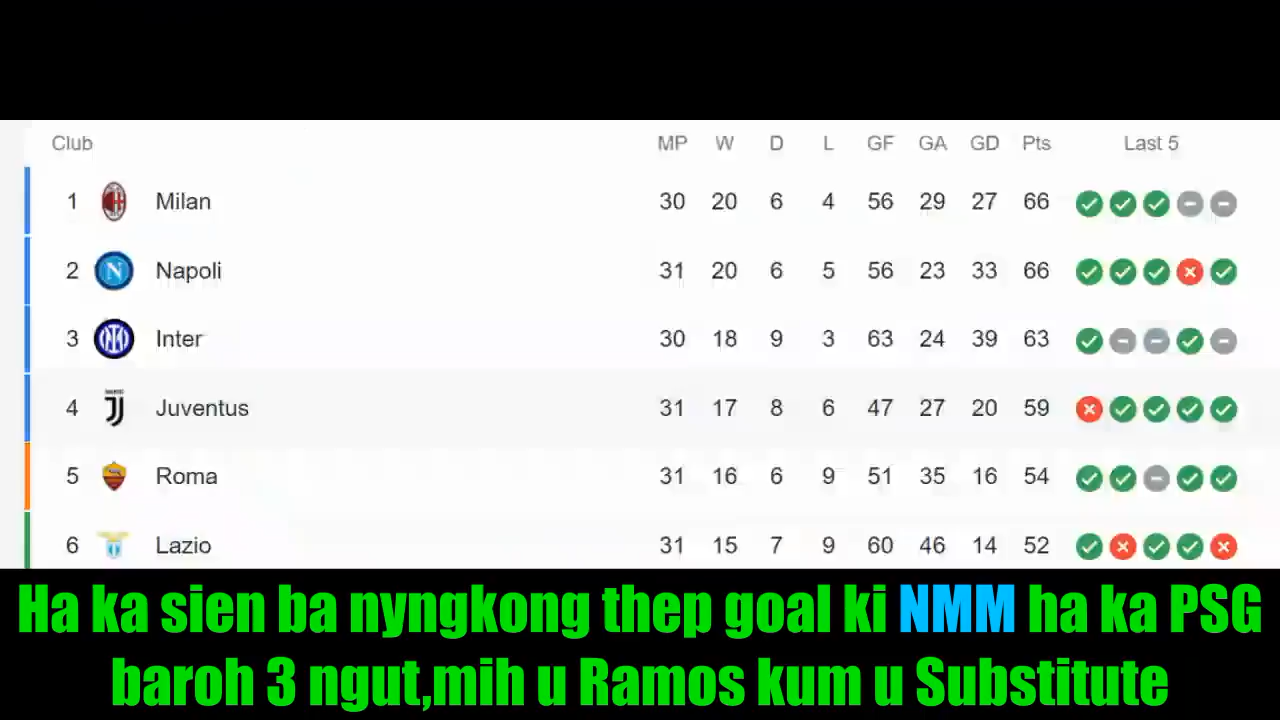 Club MP W D L GF GA GD Pts Last 5
1 Milan 30 20 6 4 56 29 27 66
2 Napoli 31 20 6 5 56 23 33 66
3 Inter 30 18 9 3 63 24 39 63
4 Juventus 31 17 8 6 47 27 20 59
5 Roma 31 16 6 9 51 35 16 54
6 Lazio 31 15 7 9 60 46 14 52
Ha ka sien ba nyngkong thep goal ki NMM ha ka PSG
baroh 3 ngut,mih u Ramos kum u Substitute